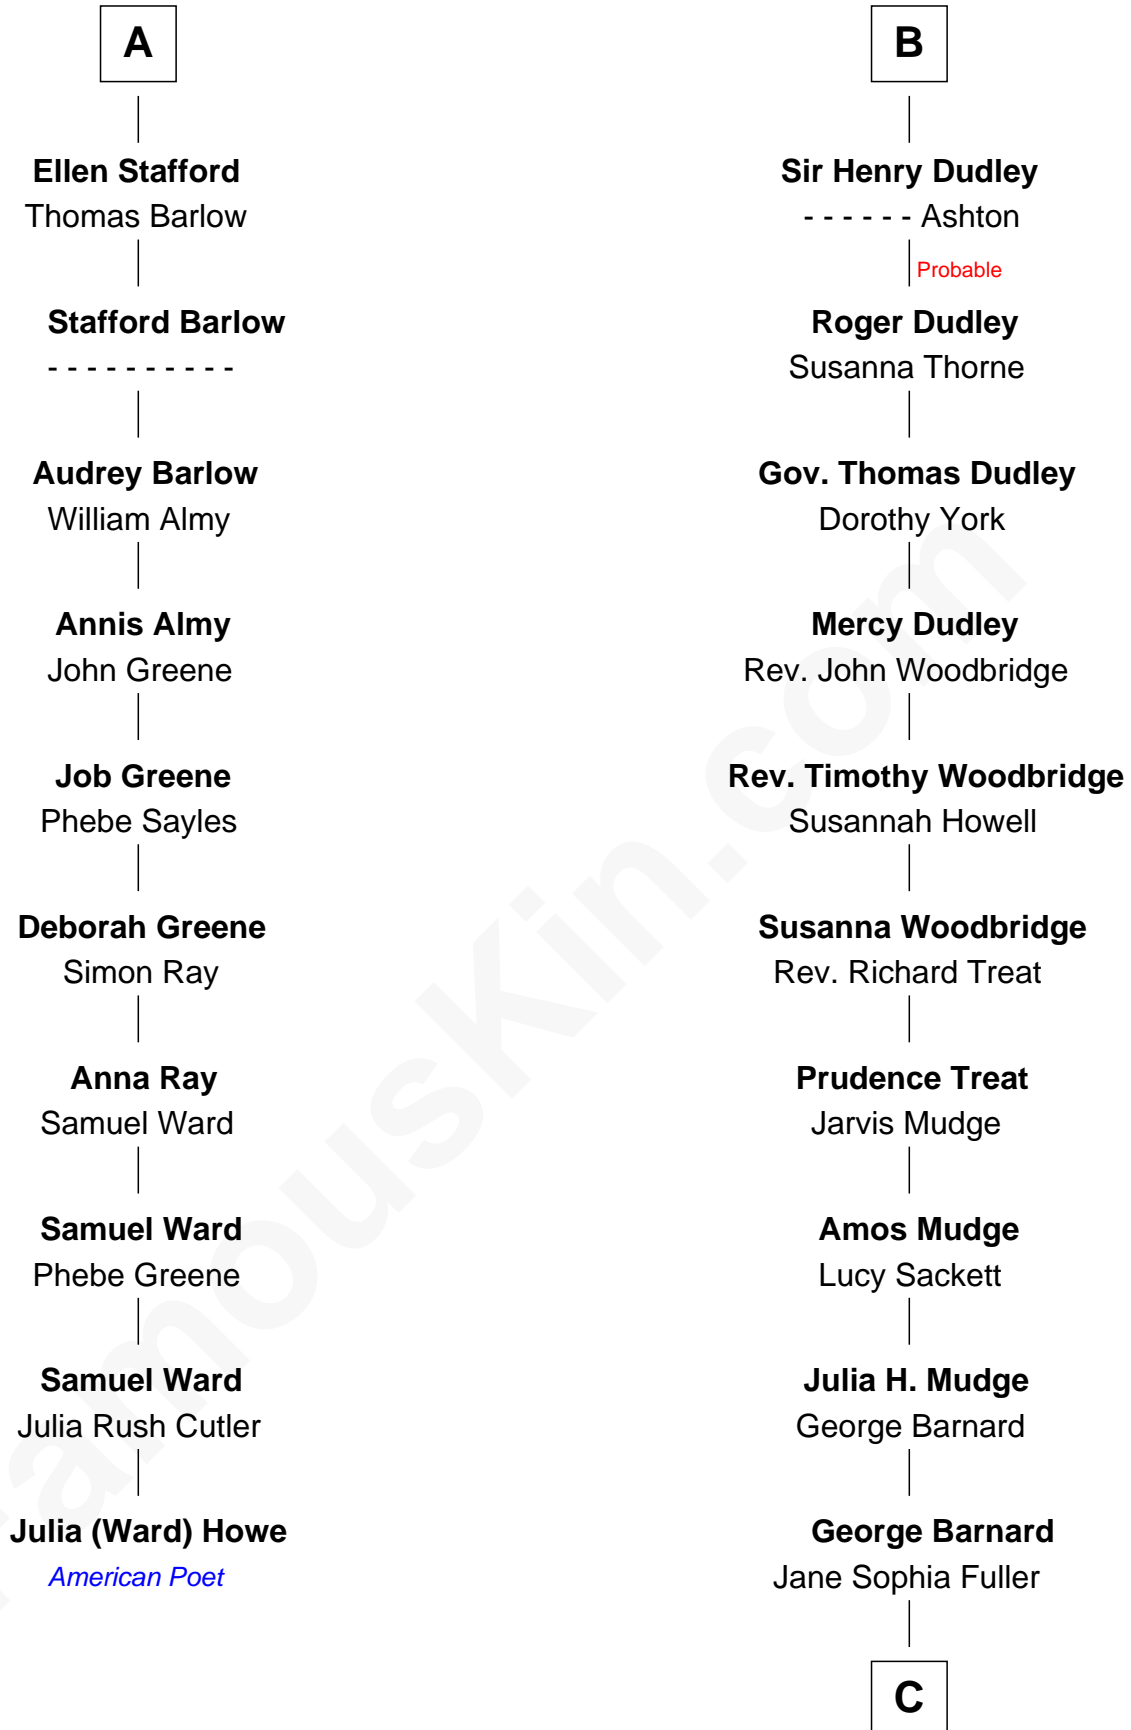 A
Ellen Stafford
Thomas Barlow
Stafford Barlow
- - - - - - - - - -
Audrey Barlow
William Almy
Annis Almy
John Greene
Job Greene
Phebe Sayles
Deborah Greene
Simon Ray
Anna Ray
Samuel Ward
Samuel Ward
Phebe Greene
Samuel Ward
Julia Rush Cutler
Julia (Ward) Howe
American Poet
B
Sir Henry Dudley
- - - - - - Ashton
Probable
Roger Dudley
Susanna Thorne
Gov. Thomas Dudley
Dorothy York
Mercy Dudley
Rev. John Woodbridge
Rev. Timothy Woodbridge
Susannah Howell
Susanna Woodbridge
Rev. Richard Treat
Prudence Treat
Jarvis Mudge
Amos Mudge
Lucy Sackett
Julia H. Mudge
George Barnard
George Barnard
Jane Sophia Fuller
C
FamousKin.com